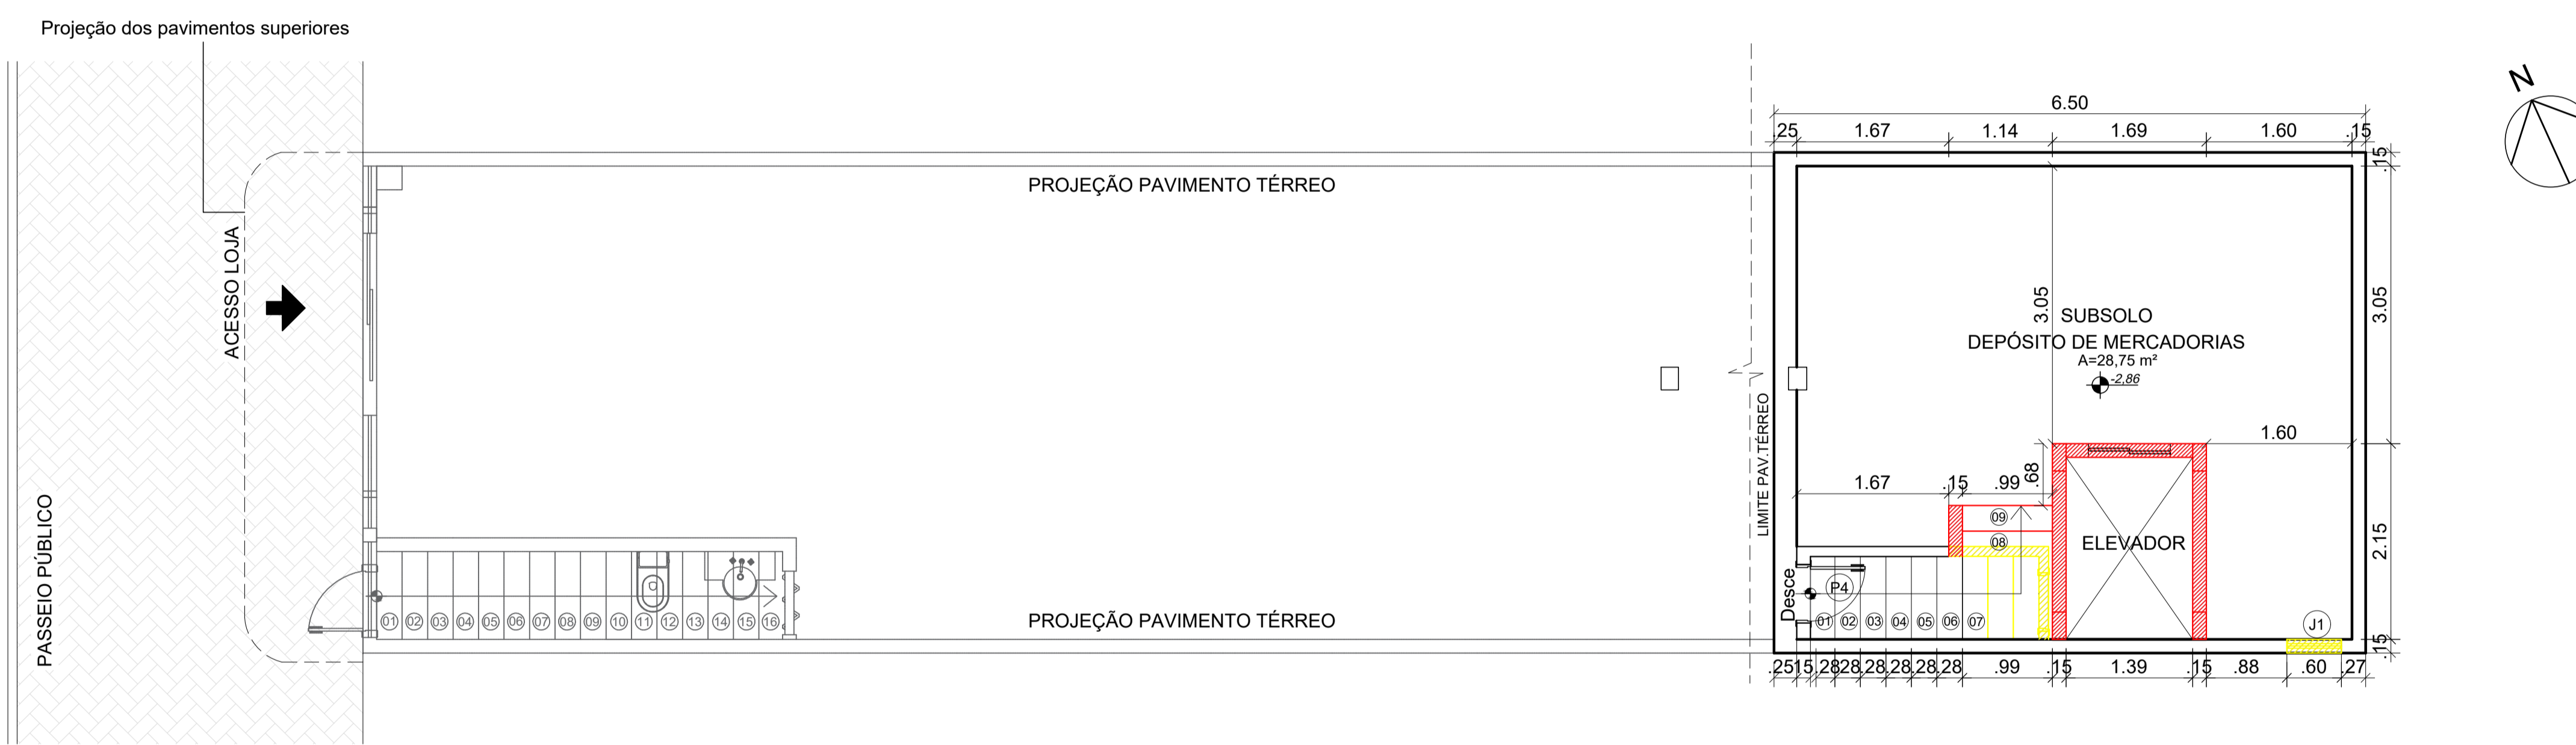 Projeção dos pavimentos superiores
N
6.50
.25 1.67 1.14 1.69 1.60 .15
.15
PROJEÇÃO PAVIMENTO TÉRREO
ACESSO LOJA
3.05
3.05
SUBSOLO
DEPÓSITO DE MERCADORIAS
A=28,75 m²
-2,86
LIMITE PAV.TÉRREO
1.60
.68
1.67 .15 .99
09
08
ELEVADOR
2.15
PASSEIO PÚBLICO
Desce
P4
01 02 03 04 05 06 07 08 09 10 11 12 13 14 15 16
PROJEÇÃO PAVIMENTO TÉRREO
01 02 03 04 05 06 07
J1
.15
.25 .15 .28 .28 .28 .28 .28 .28 .99 .15 1.39 .15 .88 .60 .27